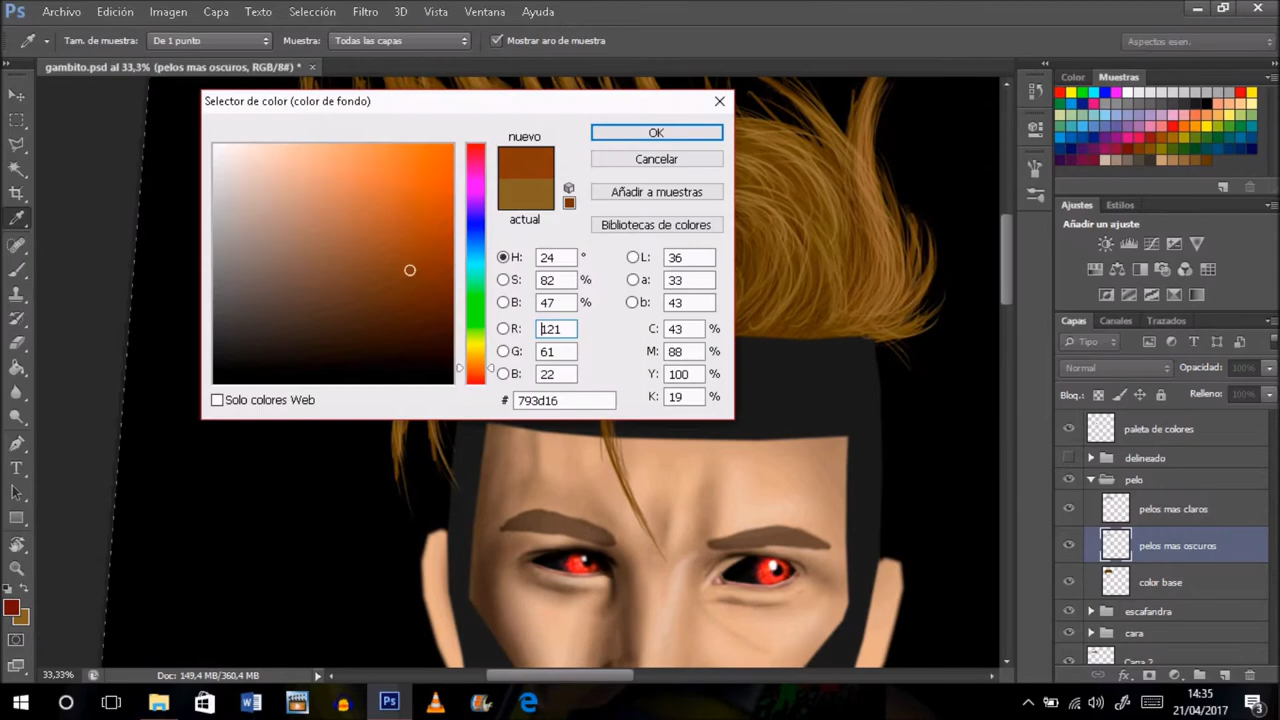 Ps Archivo Edición Imagen Capa Texto Selección Filtro 3D Vista Ventana Ayuda
Tam. de muestra: De 1 punto Muestra: Todas las capas Mostrar aro de muestra Aspectos esen.
gambito.psd al 33,3% (pelos mas oscuros, RGB/8#) * ×
Selector de color (color de fondo)
nuevo
actual
OK
Cancelar
Añadir a muestras
Bibliotecas de colores
H: 24 ° L: 36
S: 82 % a: 33
B: 47 % b: 43
R: 121 C: 43 %
G: 61 M: 88 %
B: 22 Y: 100 %
# 793d16 K: 19 %
Solo colores Web
Color Muestras
Ajustes Estilos
Añadir un ajuste
Capas Canales Trazados
Tipo
Normal Opacidad: 100%
Bloq.: Relleno: 100%
paleta de colores
delineado
pelo
pelos mas claros
pelos mas oscuros
color base
escafandra
cara
Capa 2
33,33% Doc: 149,4 MB/360,4 MB
14:35
21/04/2017
3